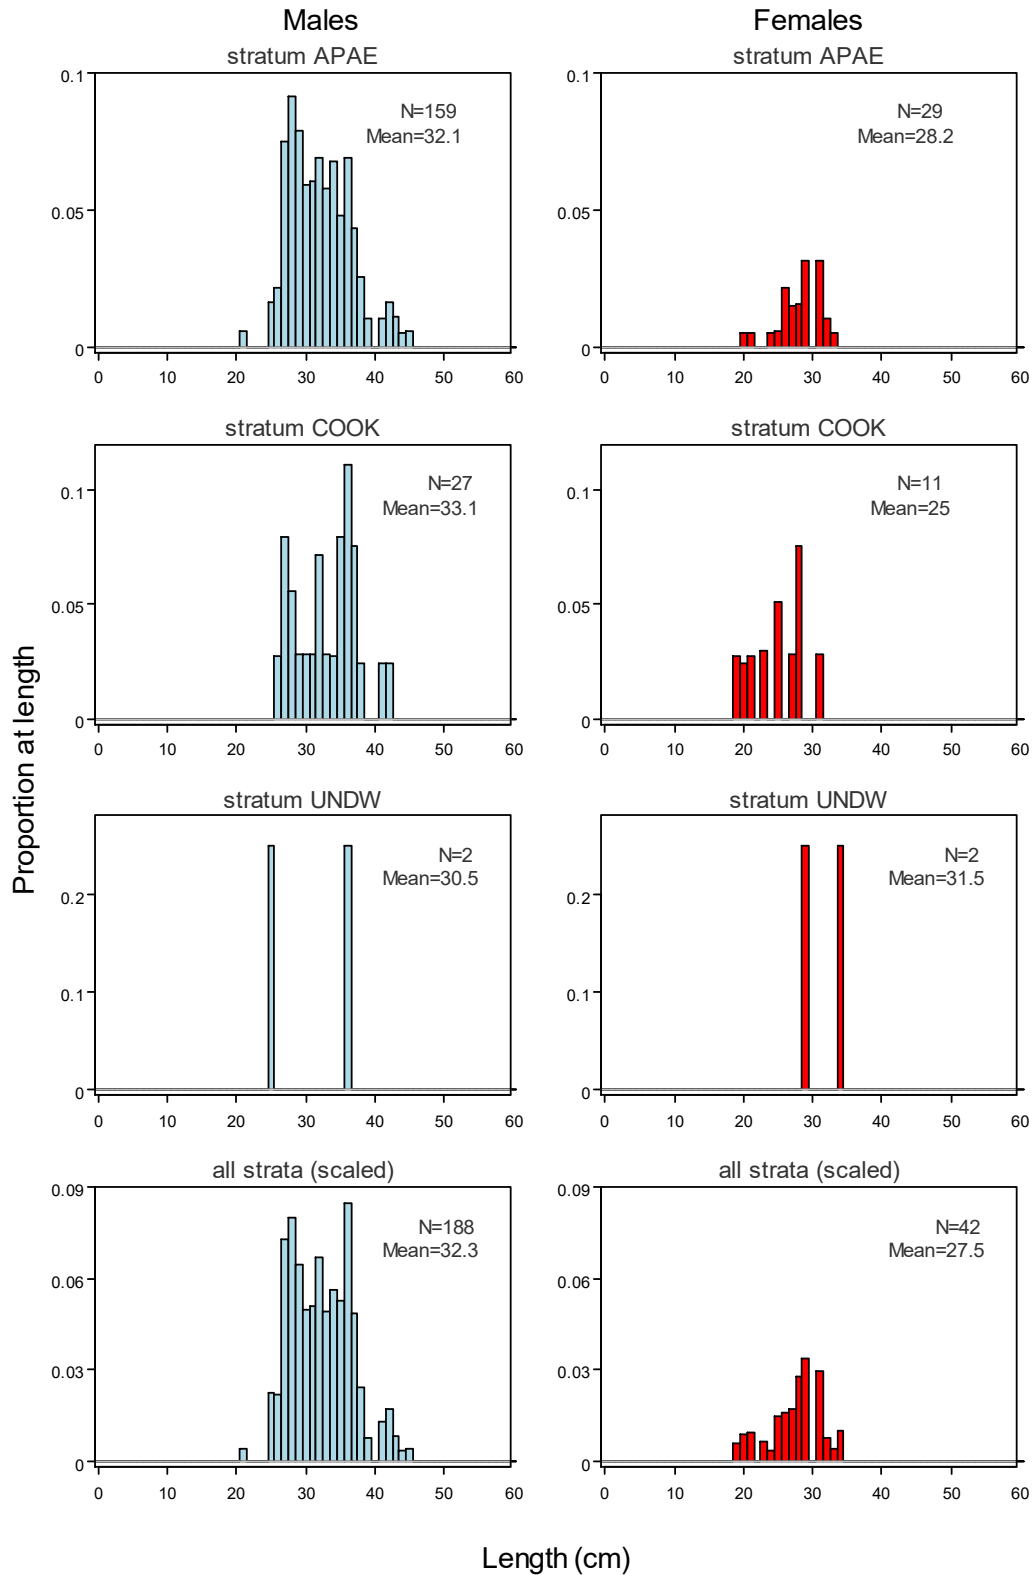 Males
Females
stratum APAE
stratum APAE
0.1
0.05
0
N=159
Mean=32.1
0 10 20 30 40 50 60
0.1
0.05
0
N=29
Mean=28.2
0 10 20 30 40 50 60
stratum COOK
stratum COOK
0.1
0.05
0
N=27
Mean=33.1
0 10 20 30 40 50 60
0.1
0.05
0
N=11
Mean=25
0 10 20 30 40 50 60
Proportion at length
stratum UNDW
stratum UNDW
0.2
0.1
0
N=2
Mean=30.5
0 10 20 30 40 50 60
0.2
0.1
0
N=2
Mean=31.5
0 10 20 30 40 50 60
all strata (scaled)
all strata (scaled)
0.09
0.06
0.03
0
N=188
Mean=32.3
0 10 20 30 40 50 60
0.09
0.06
0.03
0
N=42
Mean=27.5
0 10 20 30 40 50 60
Length (cm)